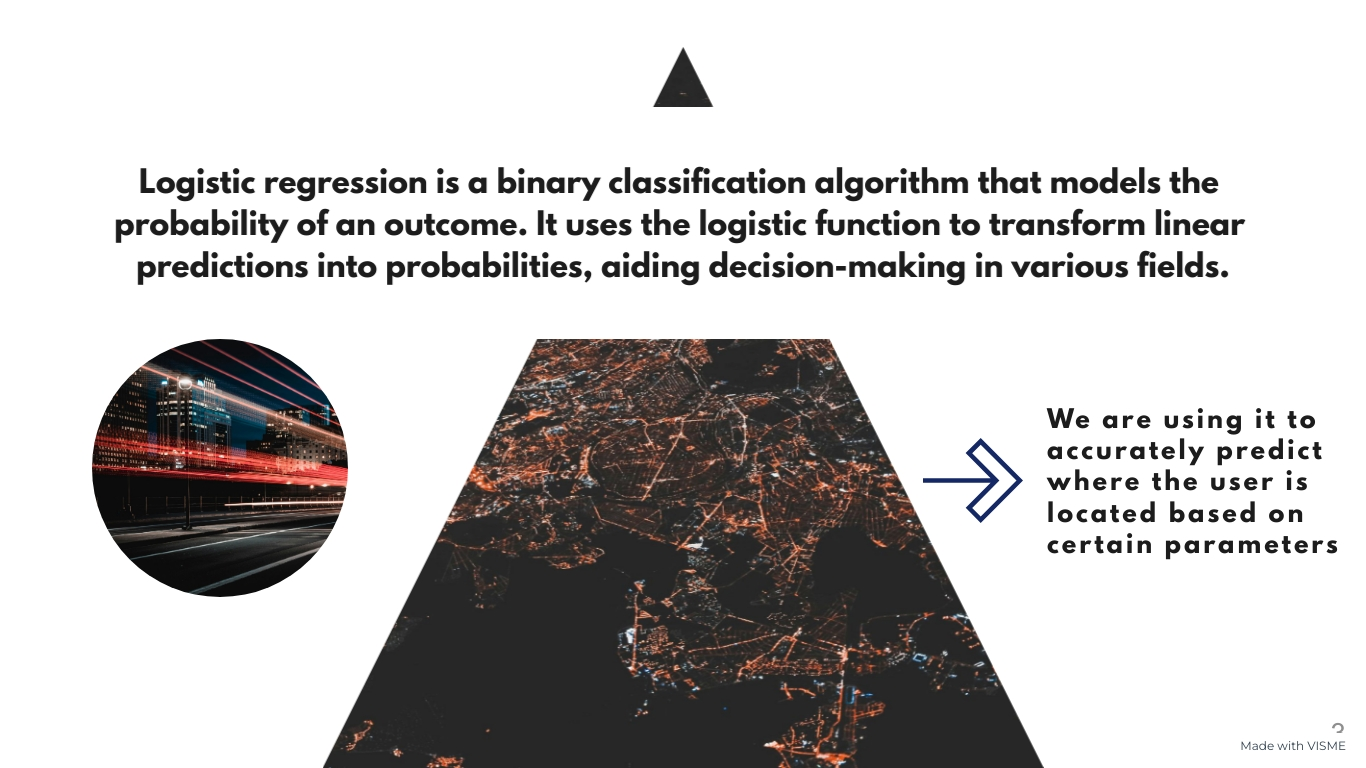 Logistic regression is a binary classification algorithm that models the
probability of an outcome. It uses the logistic function to transform linear
predictions into probabilities, aiding decision-making in various fields.
We are using it to
accurately predict
where the user is
located based on
certain parameters
Made with VISME